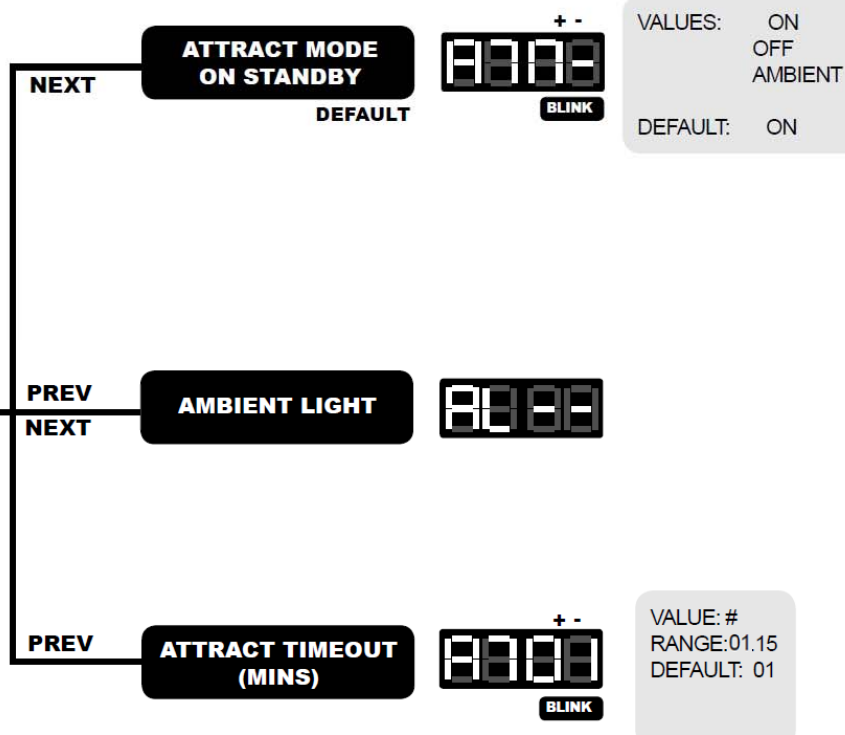 + -
ATTRACT MODE
ON STANDBY
NEXT
DEFAULT
BLINK
VALUES: ON
OFF
AMBIENT
DEFAULT: ON
PREV
NEXT
AMBIENT LIGHT
AL--
PREV
ATTRACT TIMEOUT
(MINS)
+ -
BLINK
VALUE: #
RANGE:01.15
DEFAULT: 01